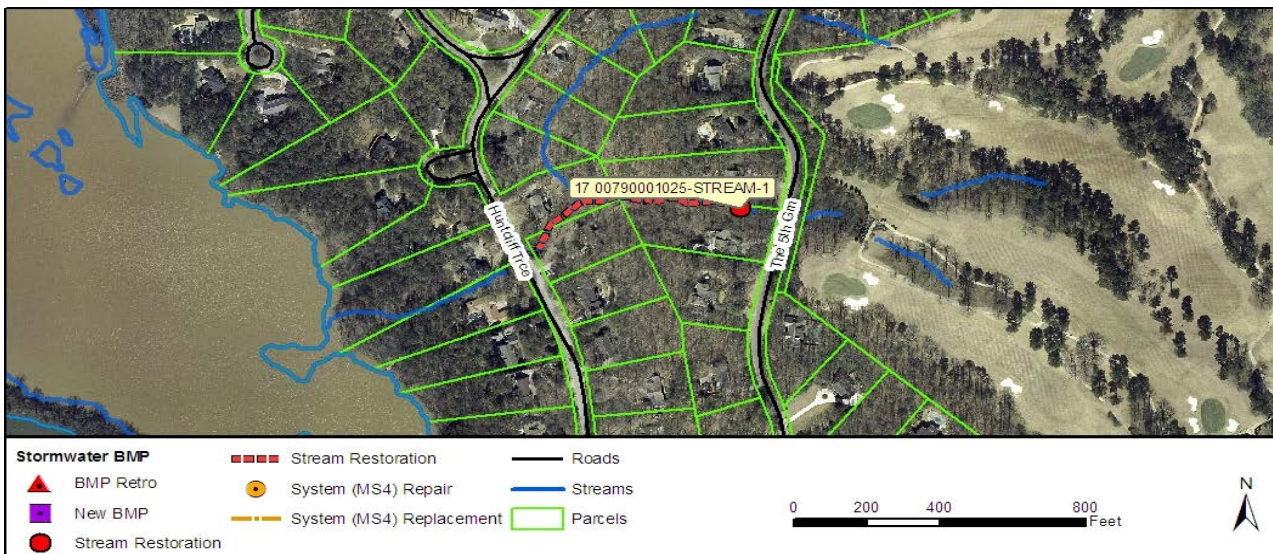 17 00790001025-STREAM-1
Huntcliff Trce
The 5th Grn
Stormwater BMP
BMP Retro
New BMP
Stream Restoration
Stream Restoration
System (MS4) Repair
System (MS4) Replacement
Roads
Streams
Parcels
0 200 400 800
Feet
N